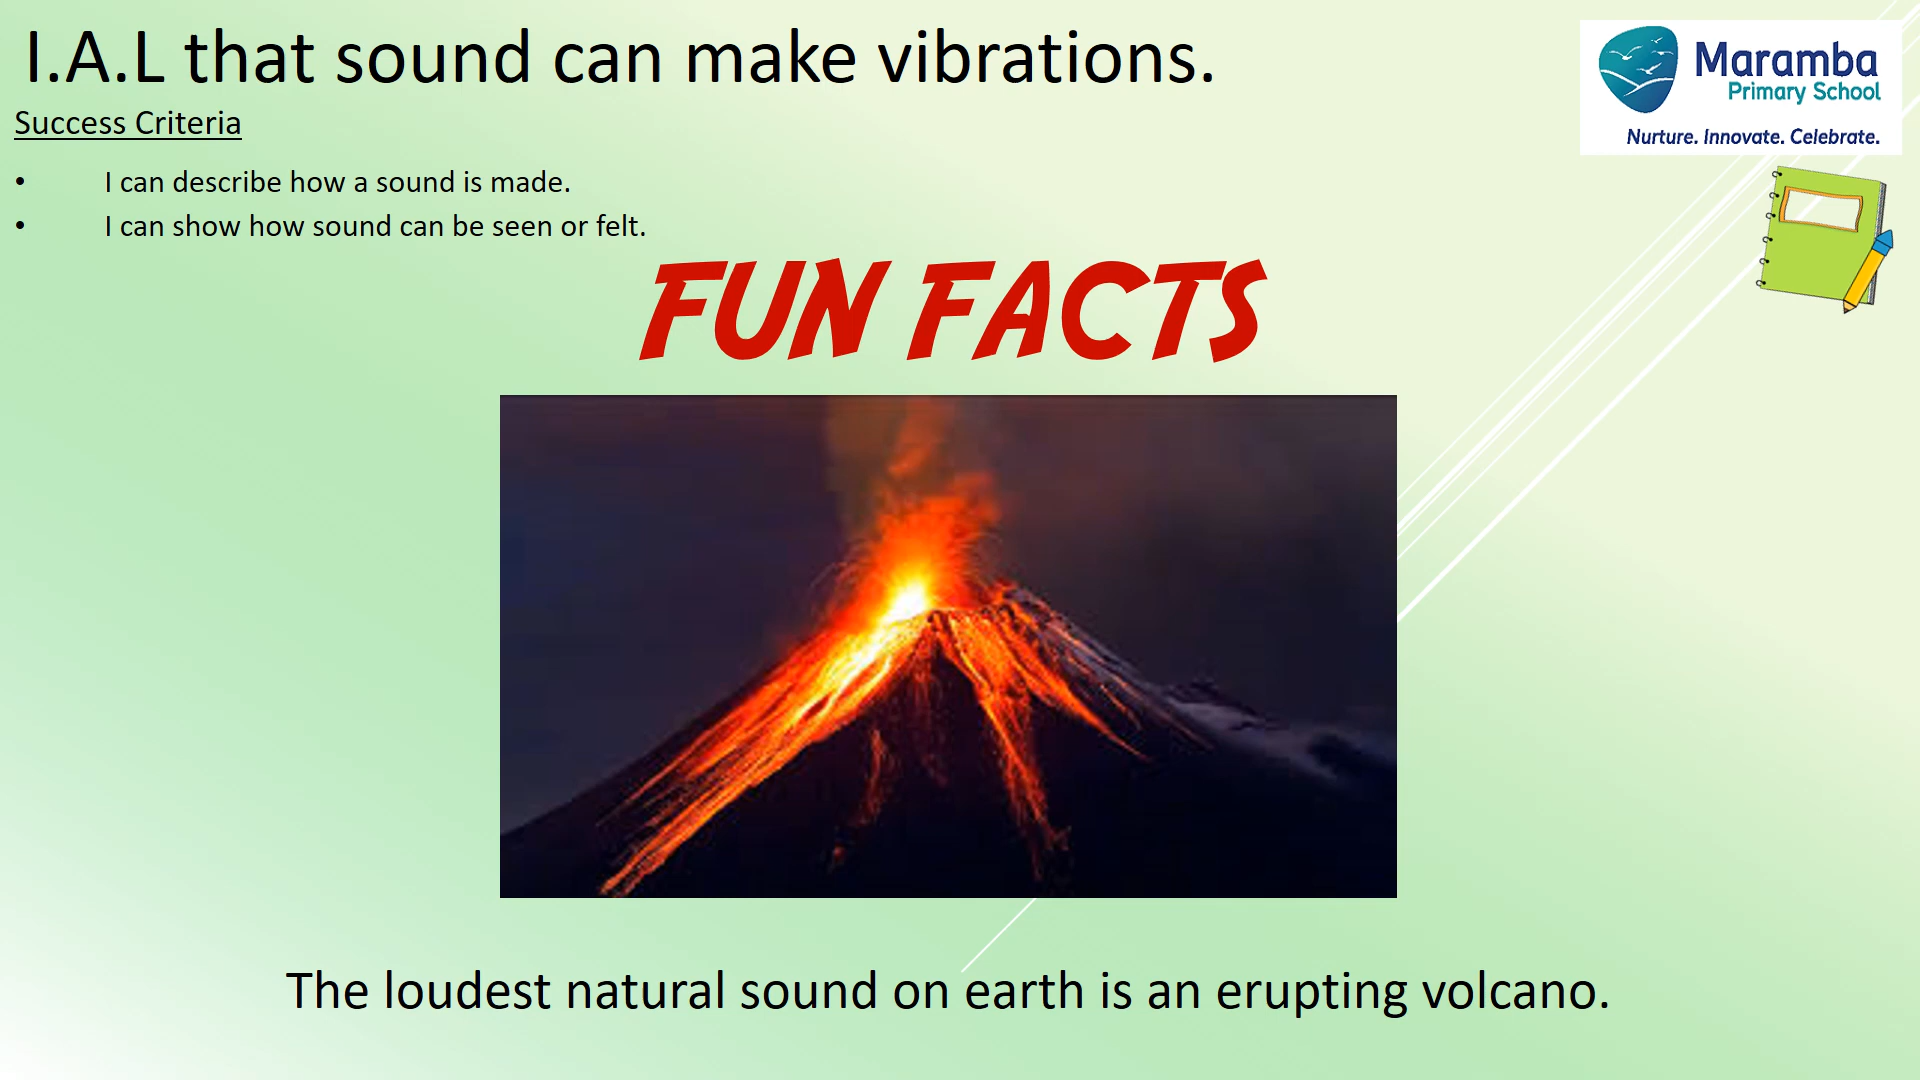 I.A.L that sound can make vibrations.
Maramba
Primary School
Nurture. Innovate. Celebrate.
Success Criteria
• I can describe how a sound is made.
• I can show how sound can be seen or felt.
FUN FACTS
The loudest natural sound on earth is an erupting volcano.